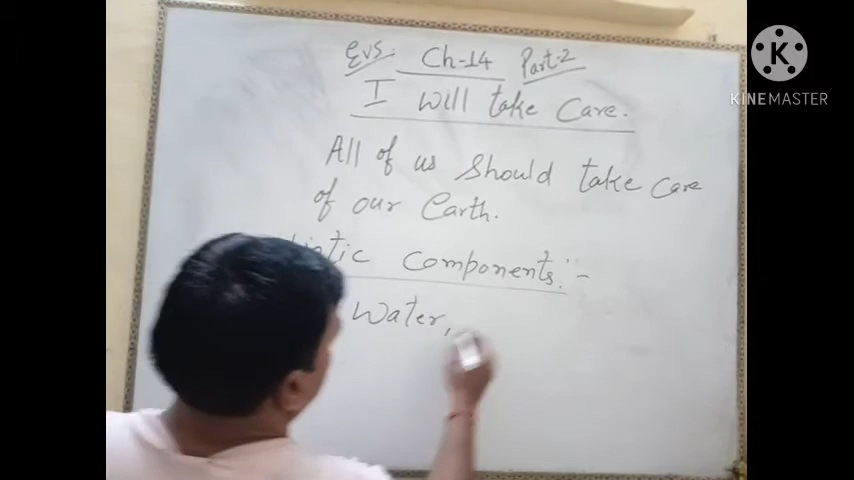 Evs. Ch-14 Part-2
I will take Care.
All of us should take care
of our Earth.
Components:-
Water,
KINEMASTER